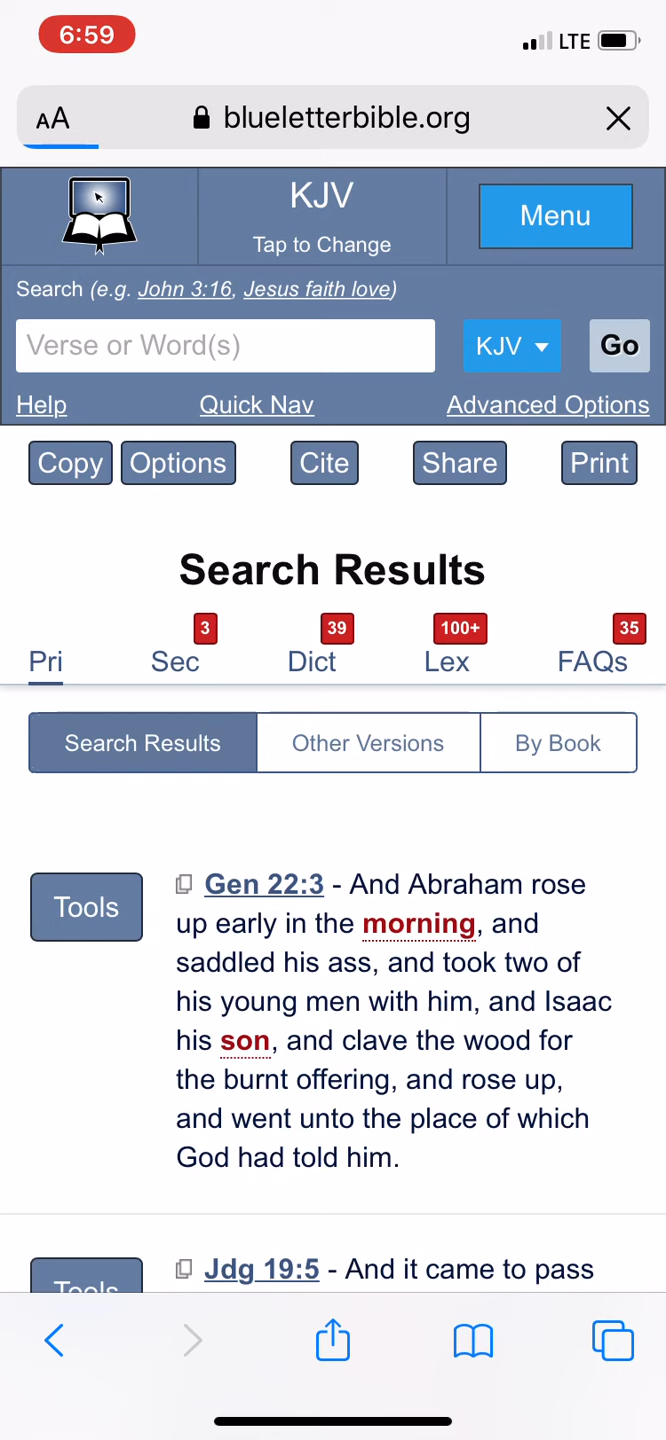 6:59
LTE
AA blueletterbible.org
KJV
Tap to Change
Menu
Search (e.g. John 3:16, Jesus faith love)
Verse or Word(s)
KJV
Go
Help Quick Nav Advanced Options
Copy Options Cite Share Print
Search Results
3 39 100+ 35
Pri Sec Dict Lex FAQs
Search Results Other Versions By Book
Tools
Gen 22:3 - And Abraham rose
up early in the morning, and
saddled his ass, and took two of
his young men with him, and Isaac
his son, and clave the wood for
the burnt offering, and rose up,
and went unto the place of which
God had told him.
Tools
Jdg 19:5 - And it came to pass